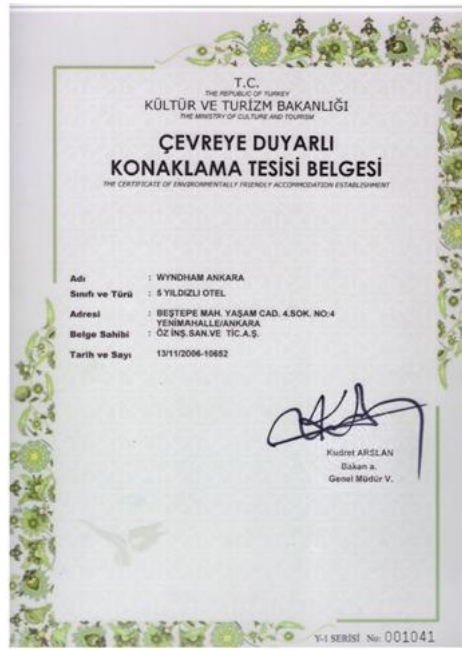 T.C.
THE REPUBLIC OF TURKEY
KÜLTÜR VE TURİZM BAKANLIĞI
THE MINISTRY OF CULTURE AND TOURISM
ÇEVREYE DUYARLI
KONAKLAMA TESİSİ BELGESİ
THE CERTIFICATE OF ENVIRONMENTALLY FRIENDLY ACCOMMODATION ESTABLISHMENT
Adı : WYNDHAM ANKARA
Sınıfı ve Türü : 5 YILDIZLI OTEL
Adresi : BEŞTEPE MAH. YAŞAM CAD. 4.SOK. NO:4
YENİMAHALLE/ANKARA
Belge Sahibi : ÖZ İNŞ.SAN.VE TİC.A.Ş.
Tarih ve Sayı 13/11/2006-10652
Kudret ARSLAN
Bakan a.
Genel Müdür V.
Y-1 SERİSİ No: 001041